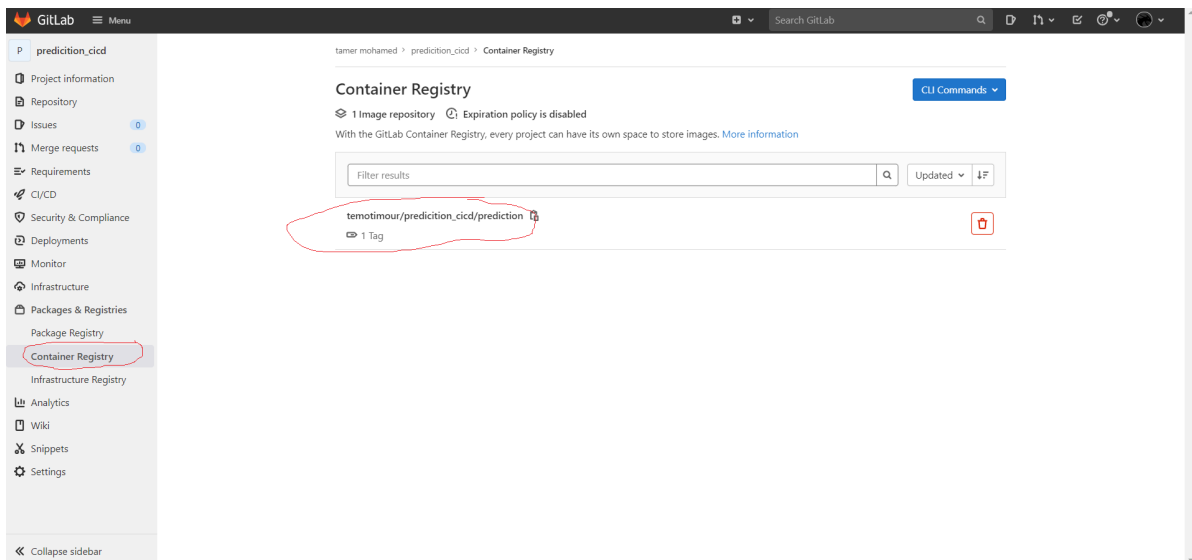 GitLab Menu Search GitLab
P predicition_cicd
Project information
Repository
Issues 0
Merge requests 0
Requirements
CI/CD
Security & Compliance
Deployments
Monitor
Infrastructure
Packages & Registries
Package Registry
Container Registry
Infrastructure Registry
Analytics
Wiki
Snippets
Settings
Collapse sidebar
tamer mohamed > predicition_cicd > Container Registry
Container Registry
CLI Commands
1 Image repository Expiration policy is disabled
With the GitLab Container Registry, every project can have its own space to store images. More information
Filter results
Updated
temotimour/predicition_cicd/prediction
1 Tag